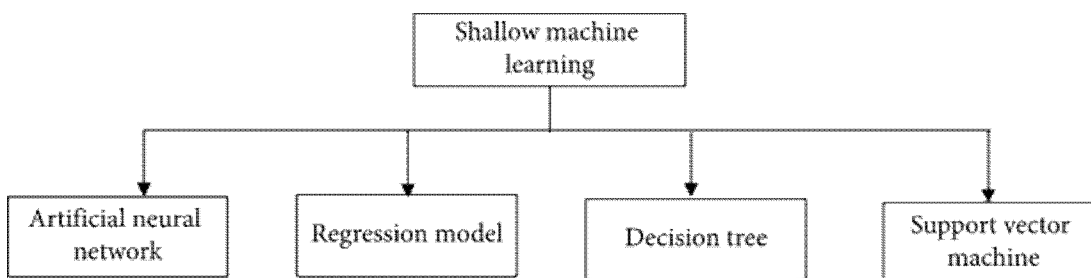 Shallow machine
learning
Artificial neural
network
Regression model
Decision tree
Support vector
machine